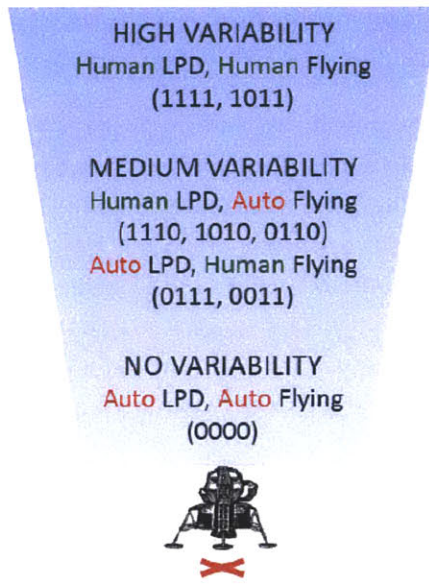 HIGH VARIABILITY
Human LPD, Human Flying
(1111, 1011)
MEDIUM VARIABILITY
Human LPD, Auto Flying
(1110, 1010, 0110)
Auto LPD, Human Flying
(0111, 0011)
NO VARIABILITY
Auto LPD, Auto Flying
(0000)